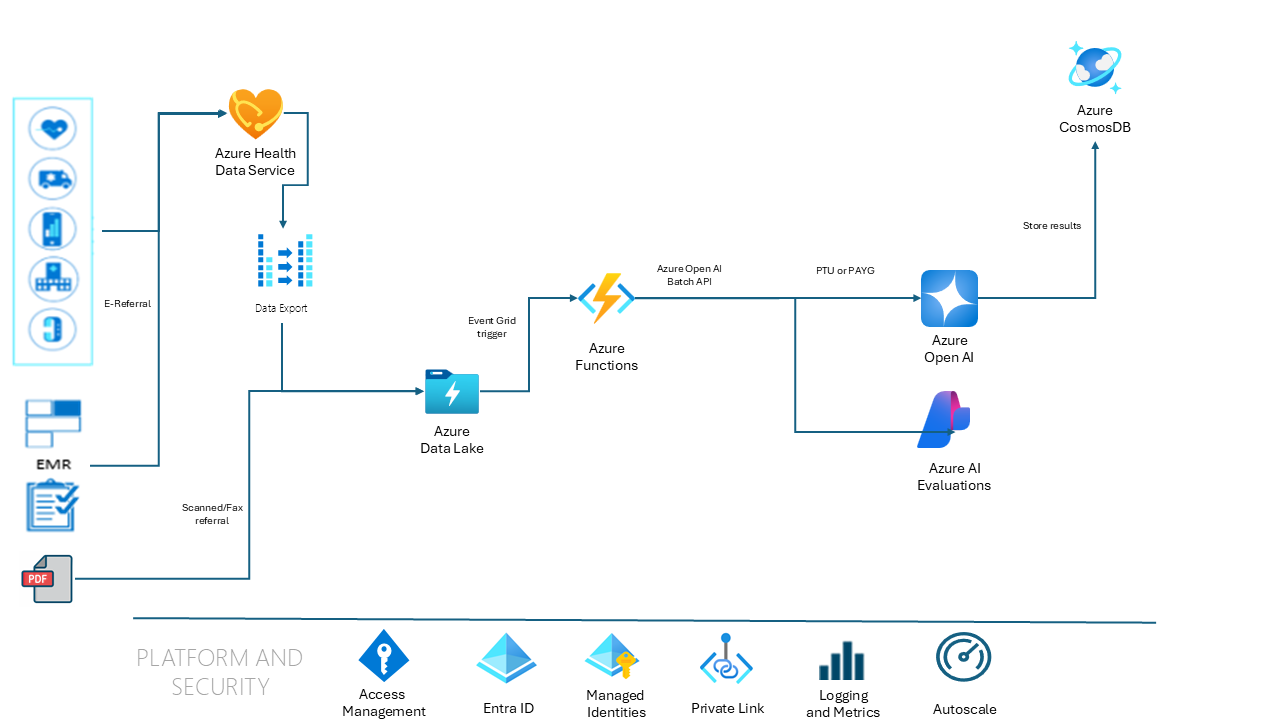 Azure
CosmosDB
Azure Health
Data Service
Store results
Azure Open AI
Batch API
PTU or PAYG
E-Referral
Data Export
Event Grid
trigger
Azure
Functions
Azure
Open AI
Azure
Data Lake
EMR
Azure AI
Evaluations
Scanned/Fax
referral
PDF
PLATFORM AND
SECURITY
Access
Management
Entra ID
Managed
Identities
Private Link
Logging
and Metrics
Autoscale